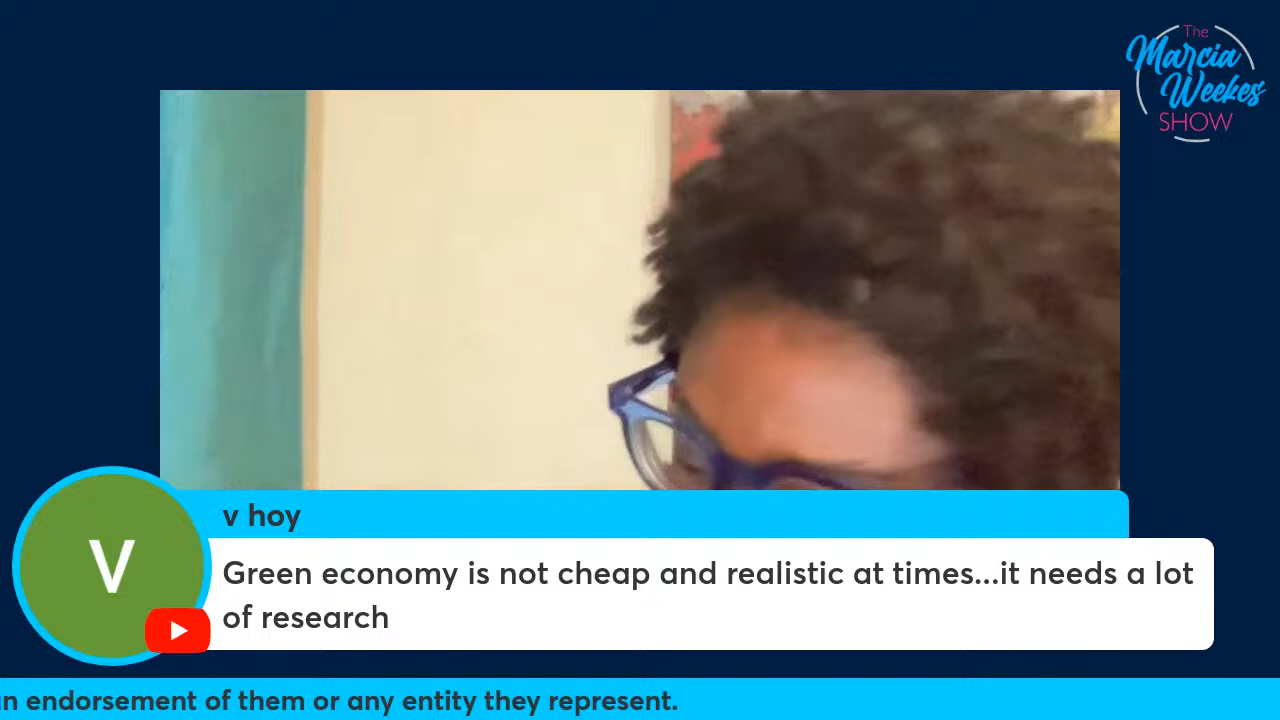 The
Marcia
Weekes
SHOW
V
v hoy
Green economy is not cheap and realistic at times...it needs a lot
of research
n endorsement of them or any entity they represent.